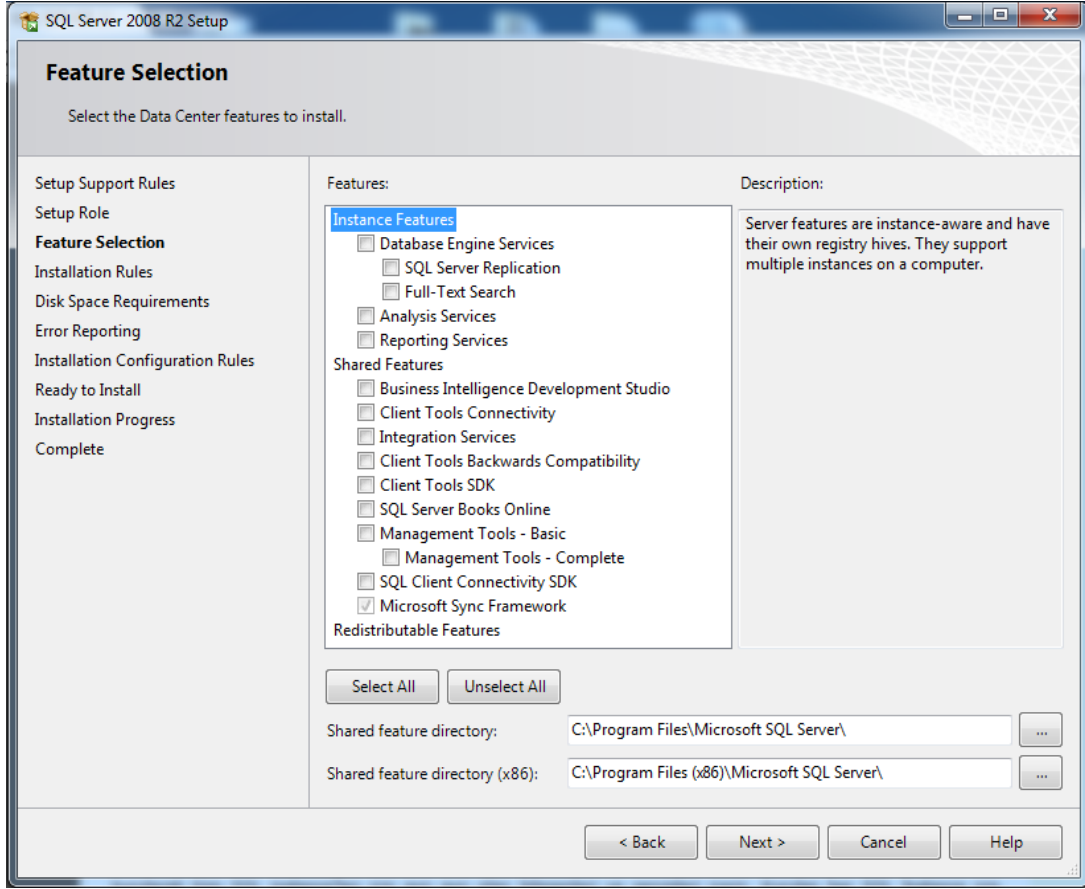 SQL Server 2008 R2 Setup
Feature Selection
Select the Data Center features to install.
Setup Support Rules
Setup Role
Feature Selection
Installation Rules
Disk Space Requirements
Error Reporting
Installation Configuration Rules
Ready to Install
Installation Progress
Complete
Features:
Instance Features
Database Engine Services
SQL Server Replication
Full-Text Search
Analysis Services
Reporting Services
Shared Features
Business Intelligence Development Studio
Client Tools Connectivity
Integration Services
Client Tools Backwards Compatibility
Client Tools SDK
SQL Server Books Online
Management Tools - Basic
Management Tools - Complete
SQL Client Connectivity SDK
Microsoft Sync Framework
Redistributable Features
Description:
Server features are instance-aware and have
their own registry hives. They support
multiple instances on a computer.
Select All Unselect All
Shared feature directory: C:\Program Files\Microsoft SQL Server\ ...
Shared feature directory (x86): C:\Program Files (x86)\Microsoft SQL Server\ ...
< Back Next > Cancel Help